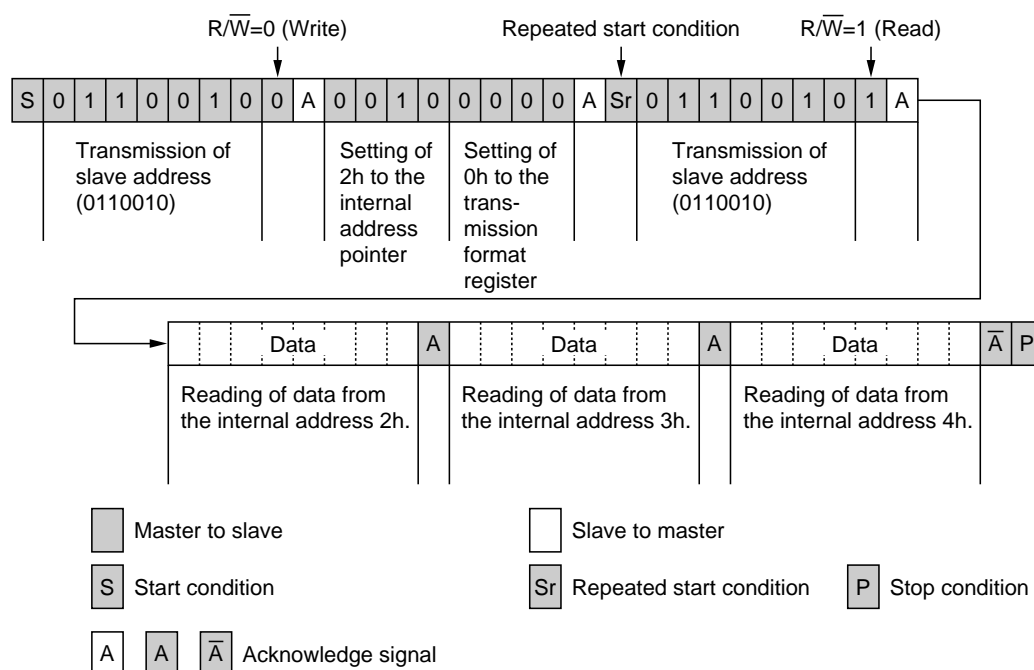 R/W̅=0 (Write) Repeated start condition R/W̅=1 (Read)
S 0 1 1 0 0 1 0 0 A 0 0 1 0 0 0 0 0 A Sr 0 1 1 0 0 1 0 1 A
Transmission of
slave address
(0110010)
Setting of
2h to the
internal
address
pointer
Setting of
0h to the
trans-
mission
format
register
Transmission of
slave address
(0110010)
Data A Data A Data A̅ P
Reading of data from
the internal address 2h.
Reading of data from
the internal address 3h.
Reading of data from
the internal address 4h.
Master to slave Slave to master
S Start condition Sr Repeated start condition P Stop condition
A A A̅ Acknowledge signal